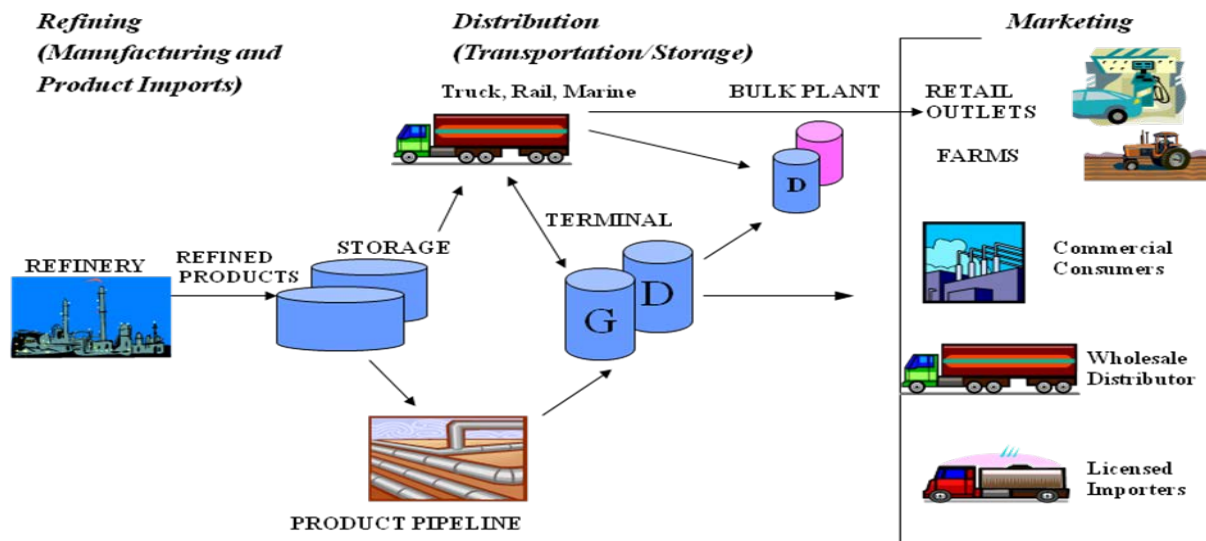 Refining
(Manufacturing and
Product Imports)
Distribution
(Transportation/Storage)
Marketing
Truck, Rail, Marine
BULK PLANT
RETAIL
OUTLETS
FARMS
D
TERMINAL
STORAGE
REFINED
PRODUCTS
REFINERY
G
D
Commercial
Consumers
Wholesale
Distributor
Licensed
Importers
PRODUCT PIPELINE